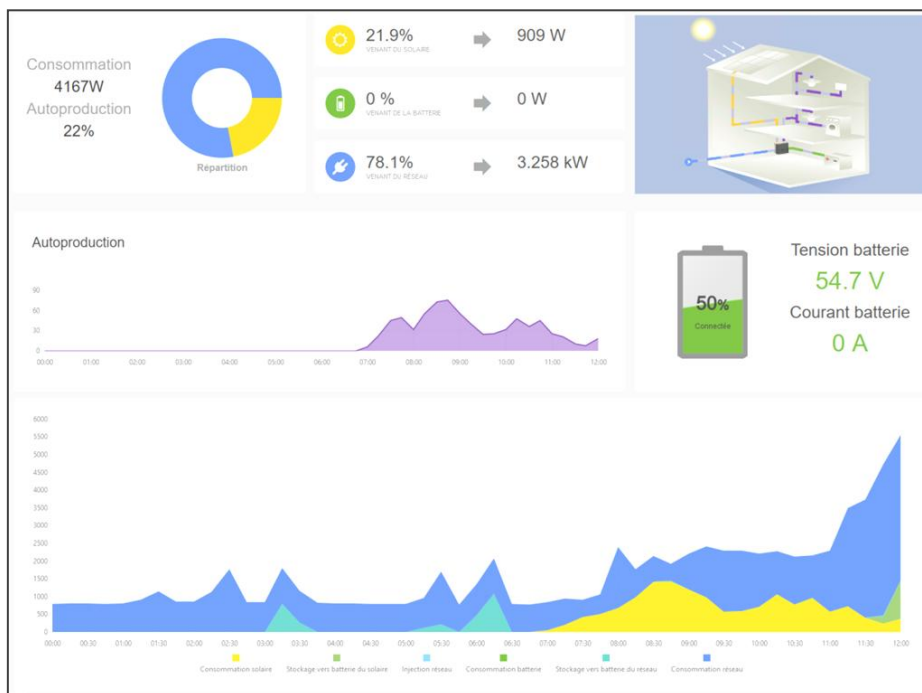 Consommation
4167W
Autoproduction
22%
Répartition
21.9%
VENANT DU SOLAIRE
909 W
0 %
VENANT DE LA BATTERIE
0 W
78.1%
VENANT DU RÉSEAU
3.258 kW
Autoproduction
90
60
30
0
00:00 01:00 02:00 03:00 04:00 05:00 06:00 07:00 08:00 09:00 10:00 11:00 12:00
50%
Connectée
Tension batterie
54.7 V
Courant batterie
0 A
6000
5500
5000
4500
4000
3500
3000
2500
2000
1500
1000
500
0
00:00 00:30 01:00 01:30 02:00 02:30 03:00 03:30 04:00 04:30 05:00 05:30 06:00 06:30 07:00 07:30 08:00 08:30 09:00 09:30 10:00 10:30 11:00 11:30 12:00
Consommation solaire Stockage vers batterie du solaire Injection réseau Consommation batterie Stockage vers batterie du réseau Consommation réseau